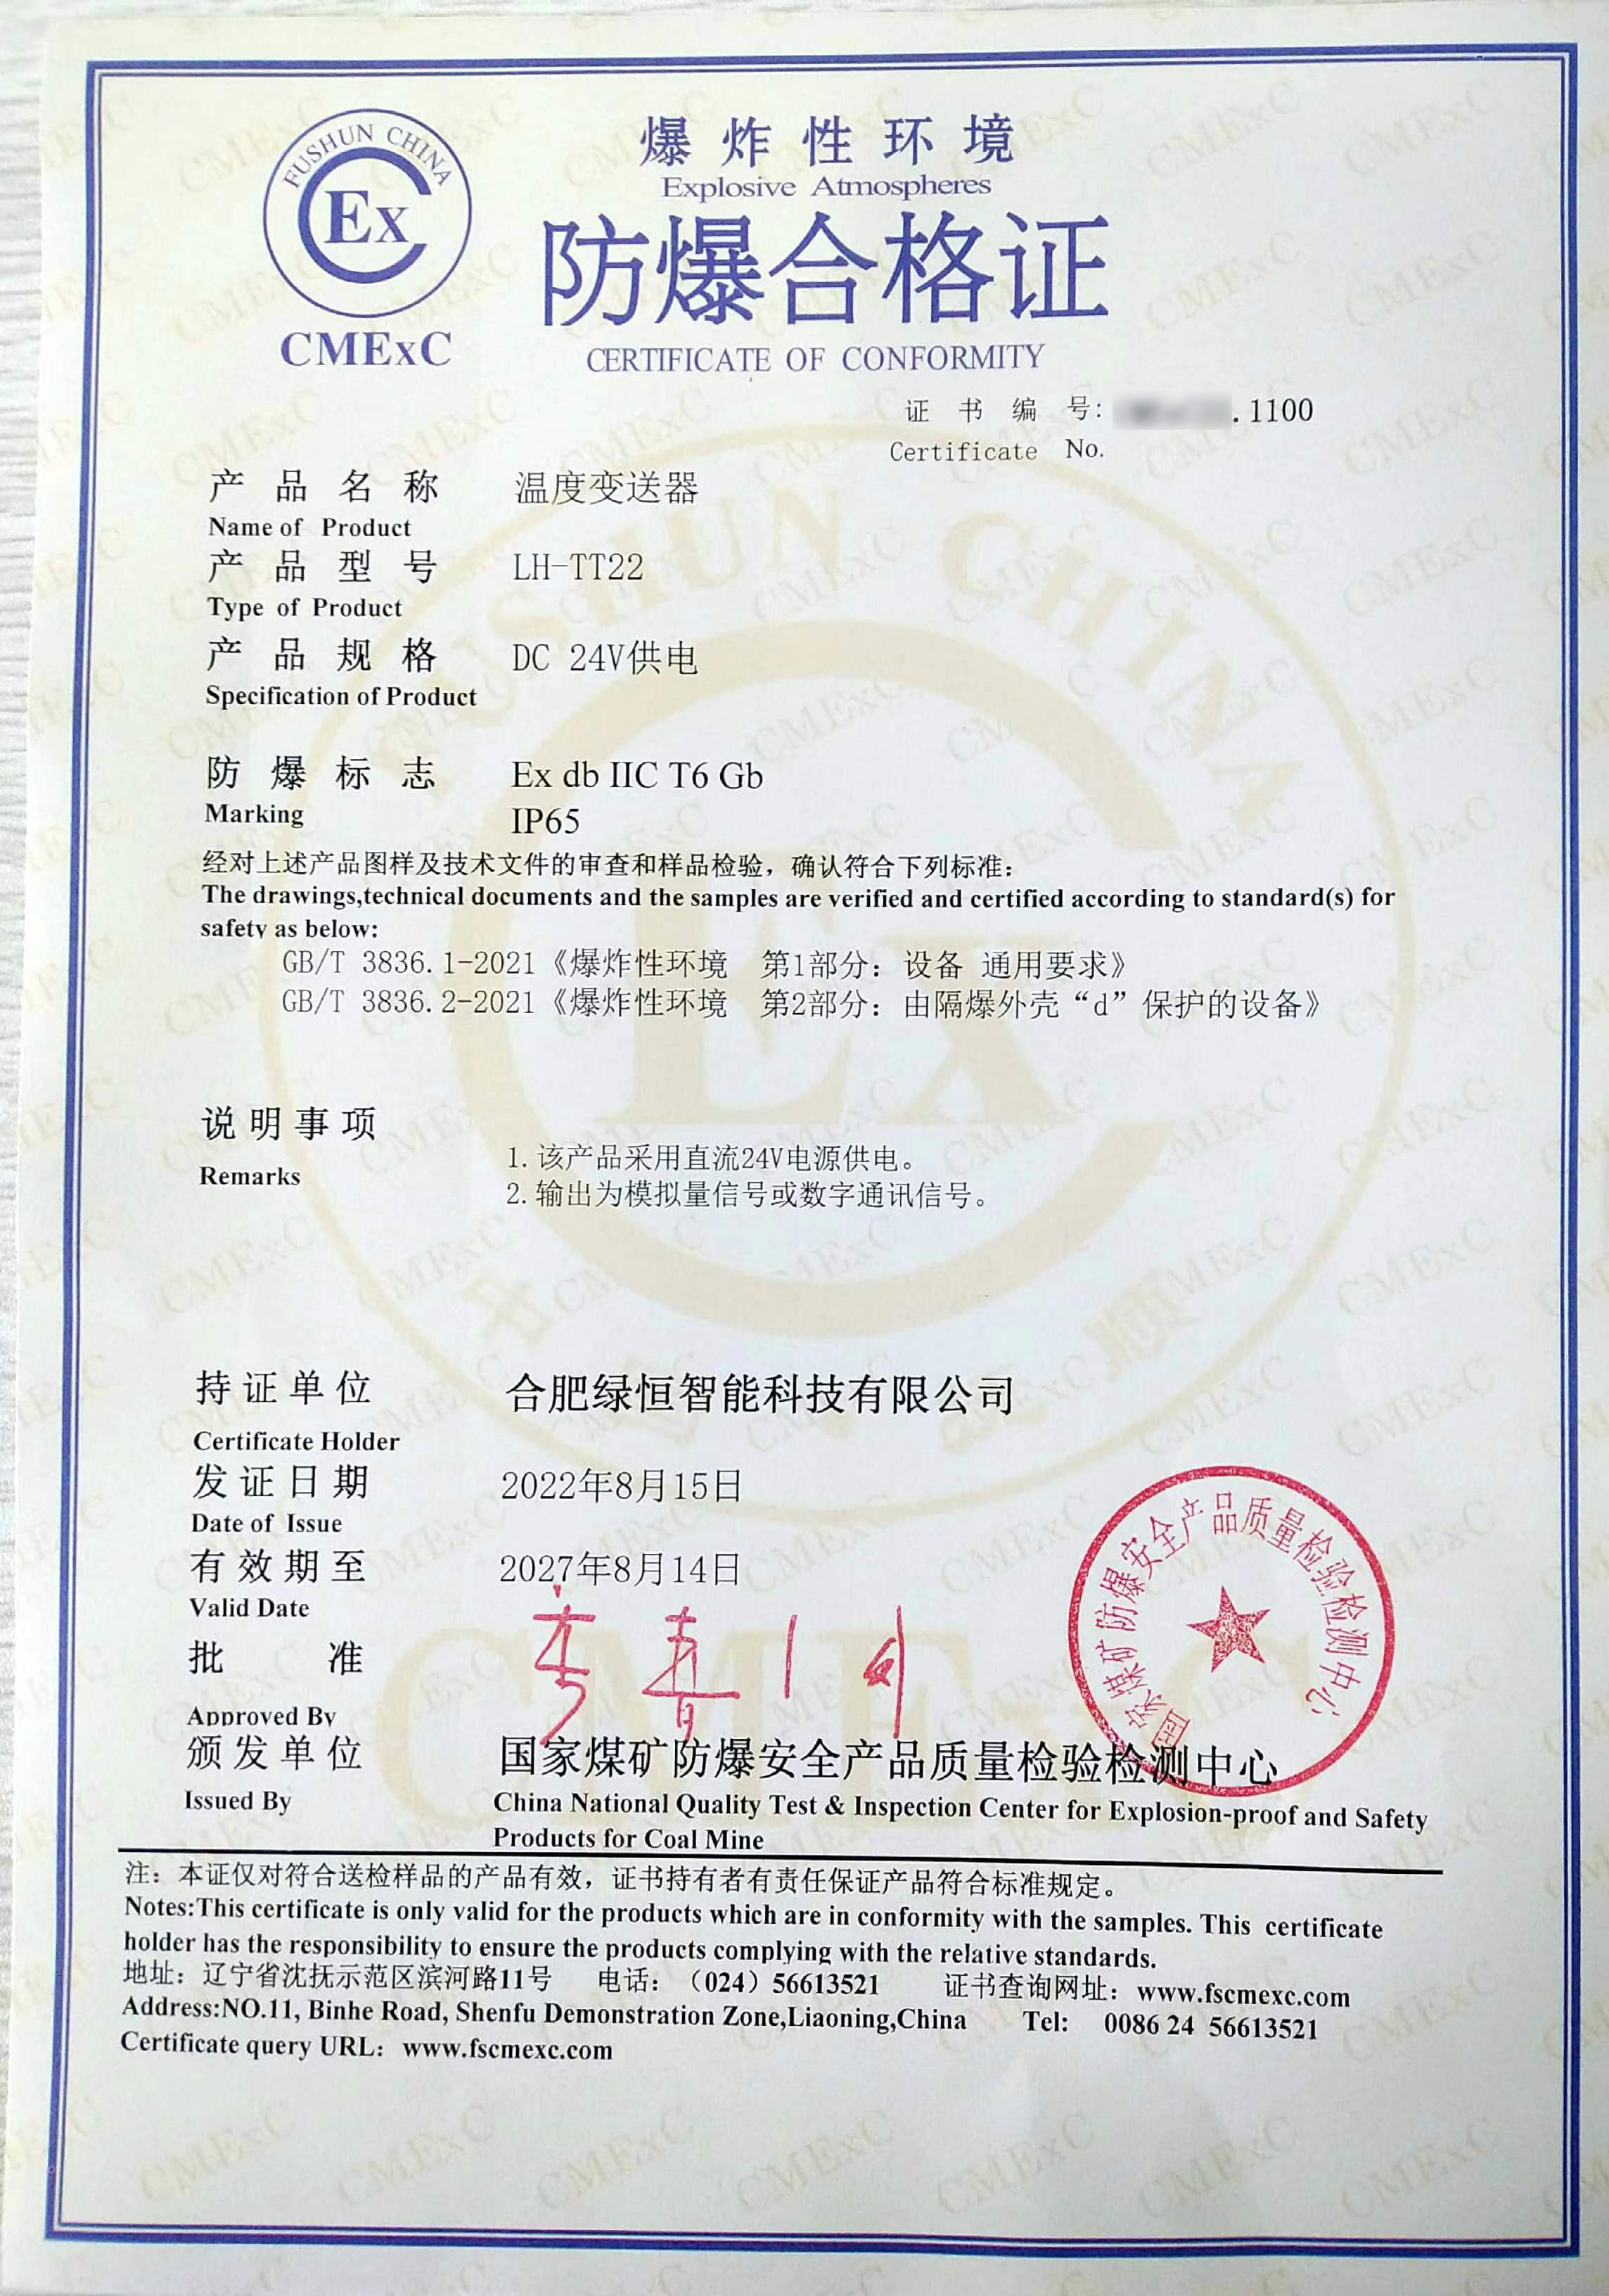 FUSHUN CHINA
Ex
CMExC
爆炸性环境
Explosive Atmospheres
防爆合格证
CERTIFICATE OF CONFORMITY
证书编号: .1100
Certificate No.
产品名称 温度变送器
Name of Product
产品型号 LH-TT22
Type of Product
产品规格 DC 24V供电
Specification of Product
防爆标志 Ex db IIC T6 Gb
Marking IP65
经对上述产品图样及技术文件的审查和样品检验，确认符合下列标准：
The drawings,technical documents and the samples are verified and certified according to standard(s) for
safety as below:
GB/T 3836.1-2021《爆炸性环境 第1部分：设备 通用要求》
GB/T 3836.2-2021《爆炸性环境 第2部分：由隔爆外壳“d”保护的设备》
说明事项
Remarks
1.该产品采用直流24V电源供电。
2.输出为模拟量信号或数字通讯信号。
持证单位 合肥绿恒智能科技有限公司
Certificate Holder
发证日期 2022年8月15日
Date of Issue
有效期至 2027年8月14日
Valid Date
批准
Approved By
颁发单位 国家煤矿防爆安全产品质量检验检测中心
Issued By China National Quality Test & Inspection Center for Explosion-proof and Safety
Products for Coal Mine
国家煤矿防爆安全产品质量检验检测中心
注：本证仅对符合送检样品的产品有效，证书持有者有责任保证产品符合标准规定。
Notes:This certificate is only valid for the products which are in conformity with the samples. This certificate
holder has the responsibility to ensure the products complying with the relative standards.
地址：辽宁省沈抚示范区滨河路11号 电话：（024）56613521 证书查询网址：www.fscmexc.com
Address:NO.11, Binhe Road, Shenfu Demonstration Zone,Liaoning,China Tel: 0086 24 56613521
Certificate query URL：www.fscmexc.com